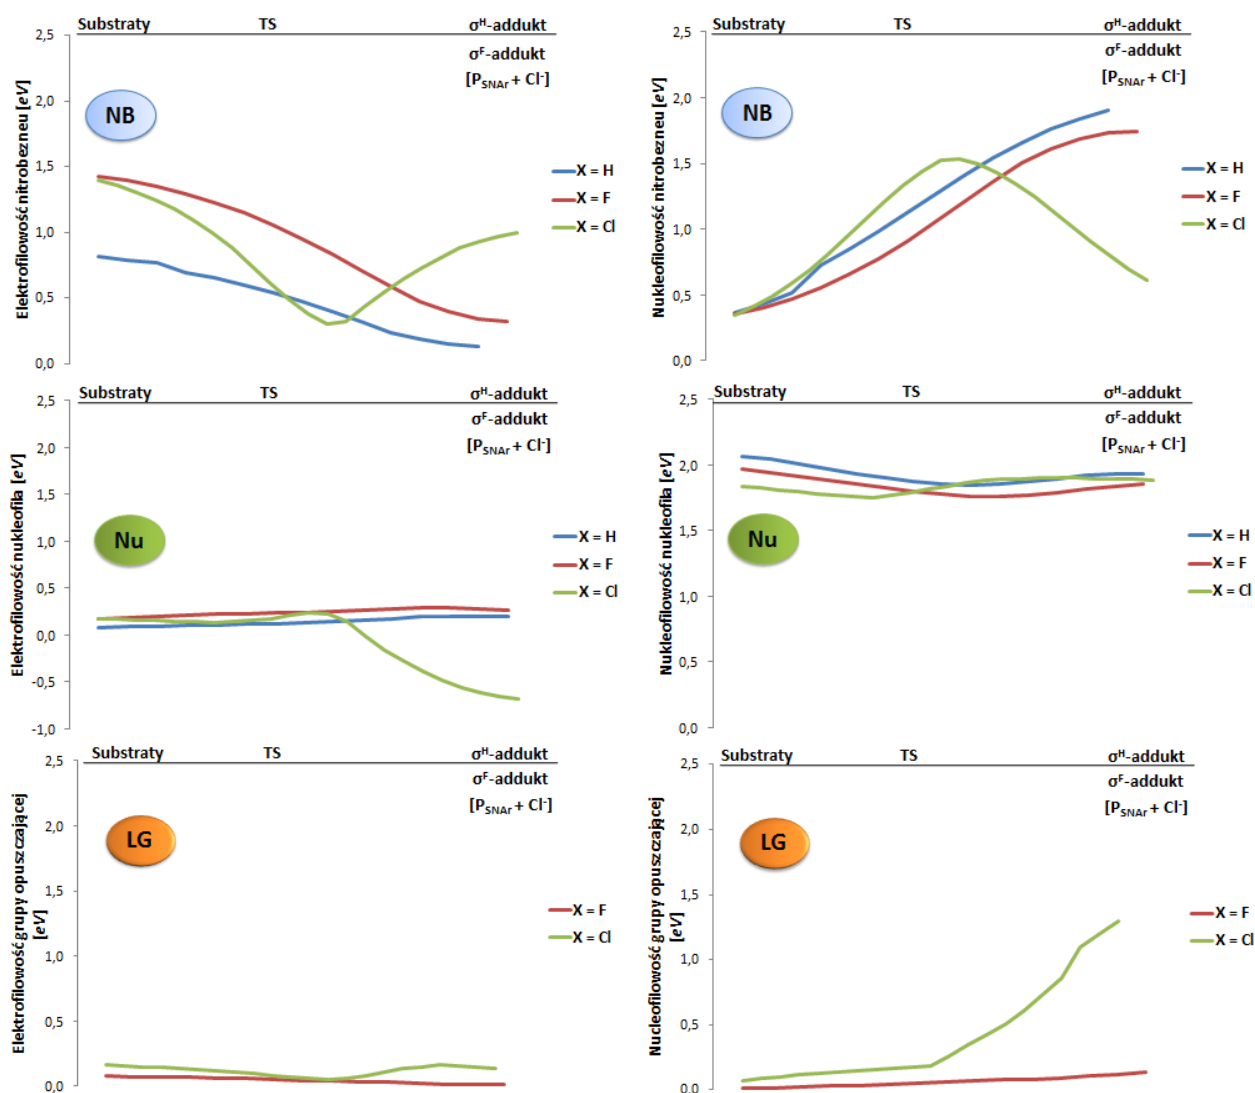 Substraty TS σᴴ-addukt
σF-addukt
[PSNAr + Cl-]
Elektrofilowość nitrobezneu [eV]
2,5
2,0
1,5
1,0
0,5
0,0
NB
X = H
X = F
X = Cl
Substraty TS σᴴ-addukt
σF-addukt
[PSNAr + Cl-]
Nukleofilowość nitrobezneu [eV]
2,5
2,0
1,5
1,0
0,5
0,0
NB
X = H
X = F
X = Cl
Substraty TS σᴴ-addukt
σF-addukt
[PSNAr + Cl-]
Elektrofilowość nukleofila [eV]
2,5
2,0
1,5
1,0
0,5
0,0
-0,5
-1,0
Nu
X = H
X = F
X = Cl
Substraty TS σᴴ-addukt
σF-addukt
[PSNAr + Cl-]
Nukleofilowość nukleofila [eV]
2,5
2,0
1,5
1,0
0,5
0,0
Nu
X = H
X = F
X = Cl
Substraty TS σᴴ-addukt
σF-addukt
[PSNAr + Cl-]
Elektrofilowość grupy opuszczającej
[eV]
2,5
2,0
1,5
1,0
0,5
0,0
LG
X = F
X = Cl
Substraty TS σᴴ-addukt
σF-addukt
[PSNAr + Cl-]
Nucleofilowość grupy opuszczającej
[eV]
2,5
2,0
1,5
1,0
0,5
0,0
LG
X = F
X = Cl